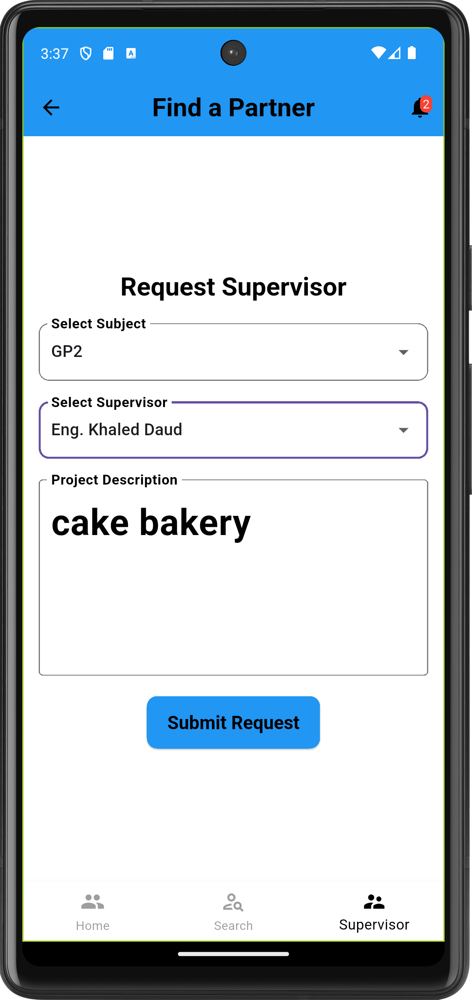 3:37
A
Find a Partner
2
Request Supervisor
Select Subject
GP2
Select Supervisor
Eng. Khaled Daud
Project Description
cake bakery
Submit Request
Home
Search
Supervisor